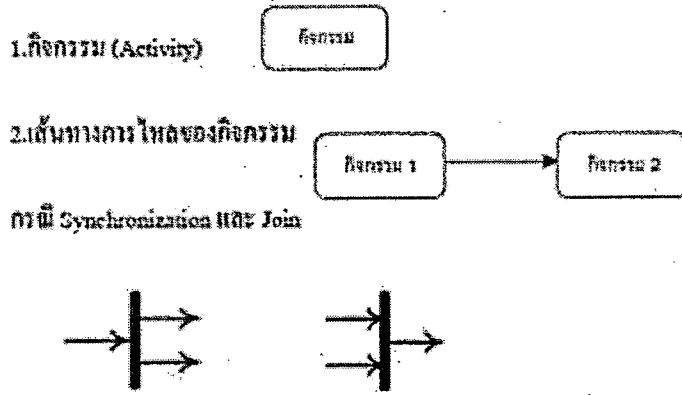 1.กิจกรรม (Activity)
กิจกรรม
2.เส้นทางการไหลของกิจกรรม
กิจกรรม 1
กิจกรรม 2
กรณี Synchronization และ Join